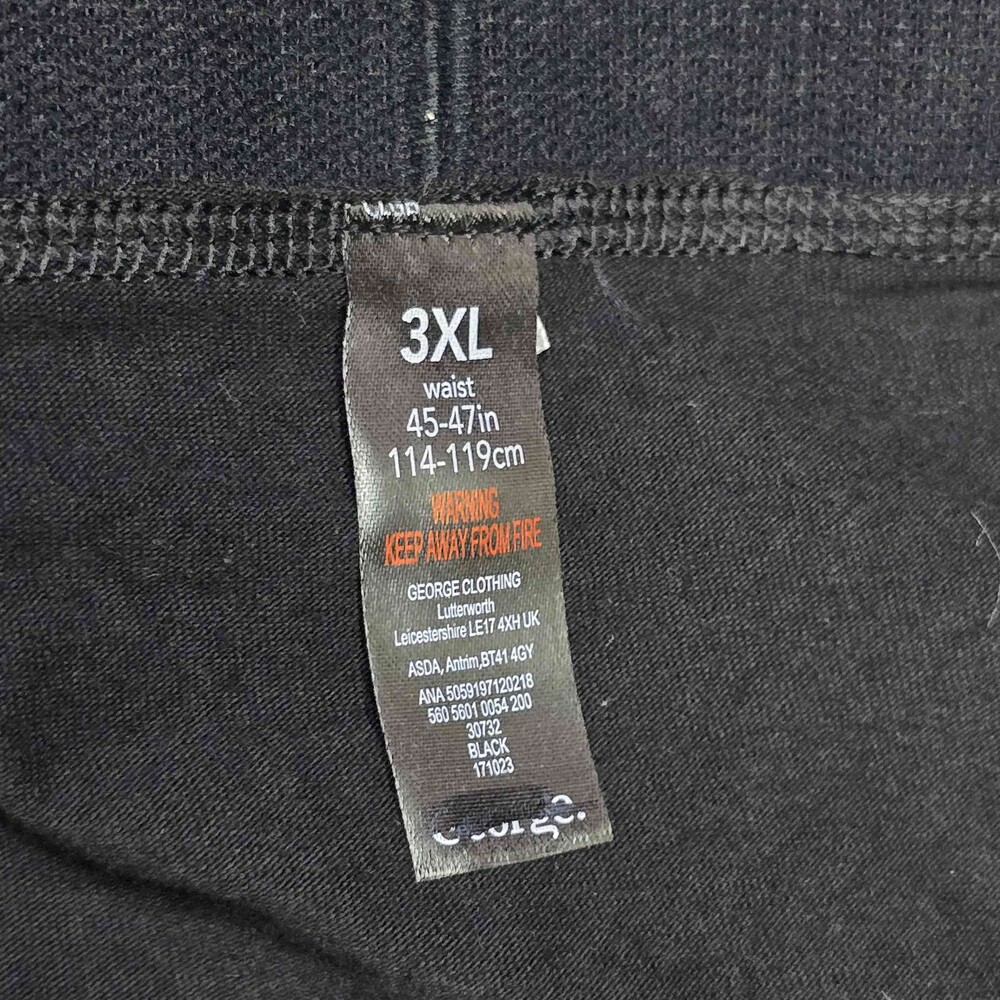 3XL
waist
45-47in
114-119cm
WARNING
KEEP AWAY FROM FIRE
GEORGE CLOTHING
Lutterworth
Leicestershire LE17 4XH UK
ASDA, Antrim,BT41 4GY
ANA 5059197120218
560 5601 0054 200
30732
BLACK
171023
George.